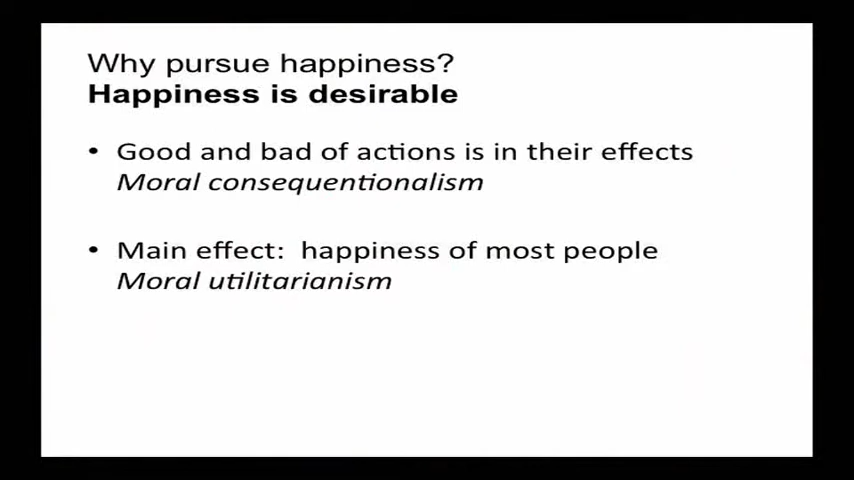 Why pursue happiness?
Happiness is desirable
• Good and bad of actions is in their effects
Moral consequentionalism
• Main effect: happiness of most people
Moral utilitarianism